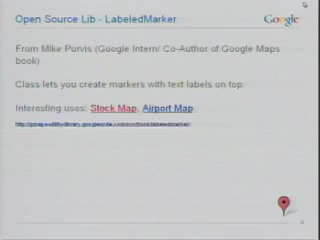 Open Source Lib - LabeledMarker
Google
From Mike Purvis (Google Intern/ Co-Author of Google Maps
book)
Class lets you create markers with text labels on top
Interesting uses: Stock Map, Airport Map